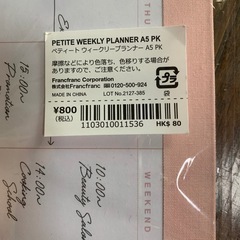 PETITE WEEKLY PLANNER A5 PK
ペティート ウィークリープランナー A5 PK
摩擦などにより色落ち、色移りする場合が
ありますので、ご注意ください。
Francfranc Corporation
株式会社Francfranc 0120-500-924
MADE IN CHINA LOT No.2127-385
¥800
(税込)
プラ
1103010011536
HK$ 80
15:00~
Promotion
14:00~
Cooking
School
10:00~
Beauty Salon
WEEKEND